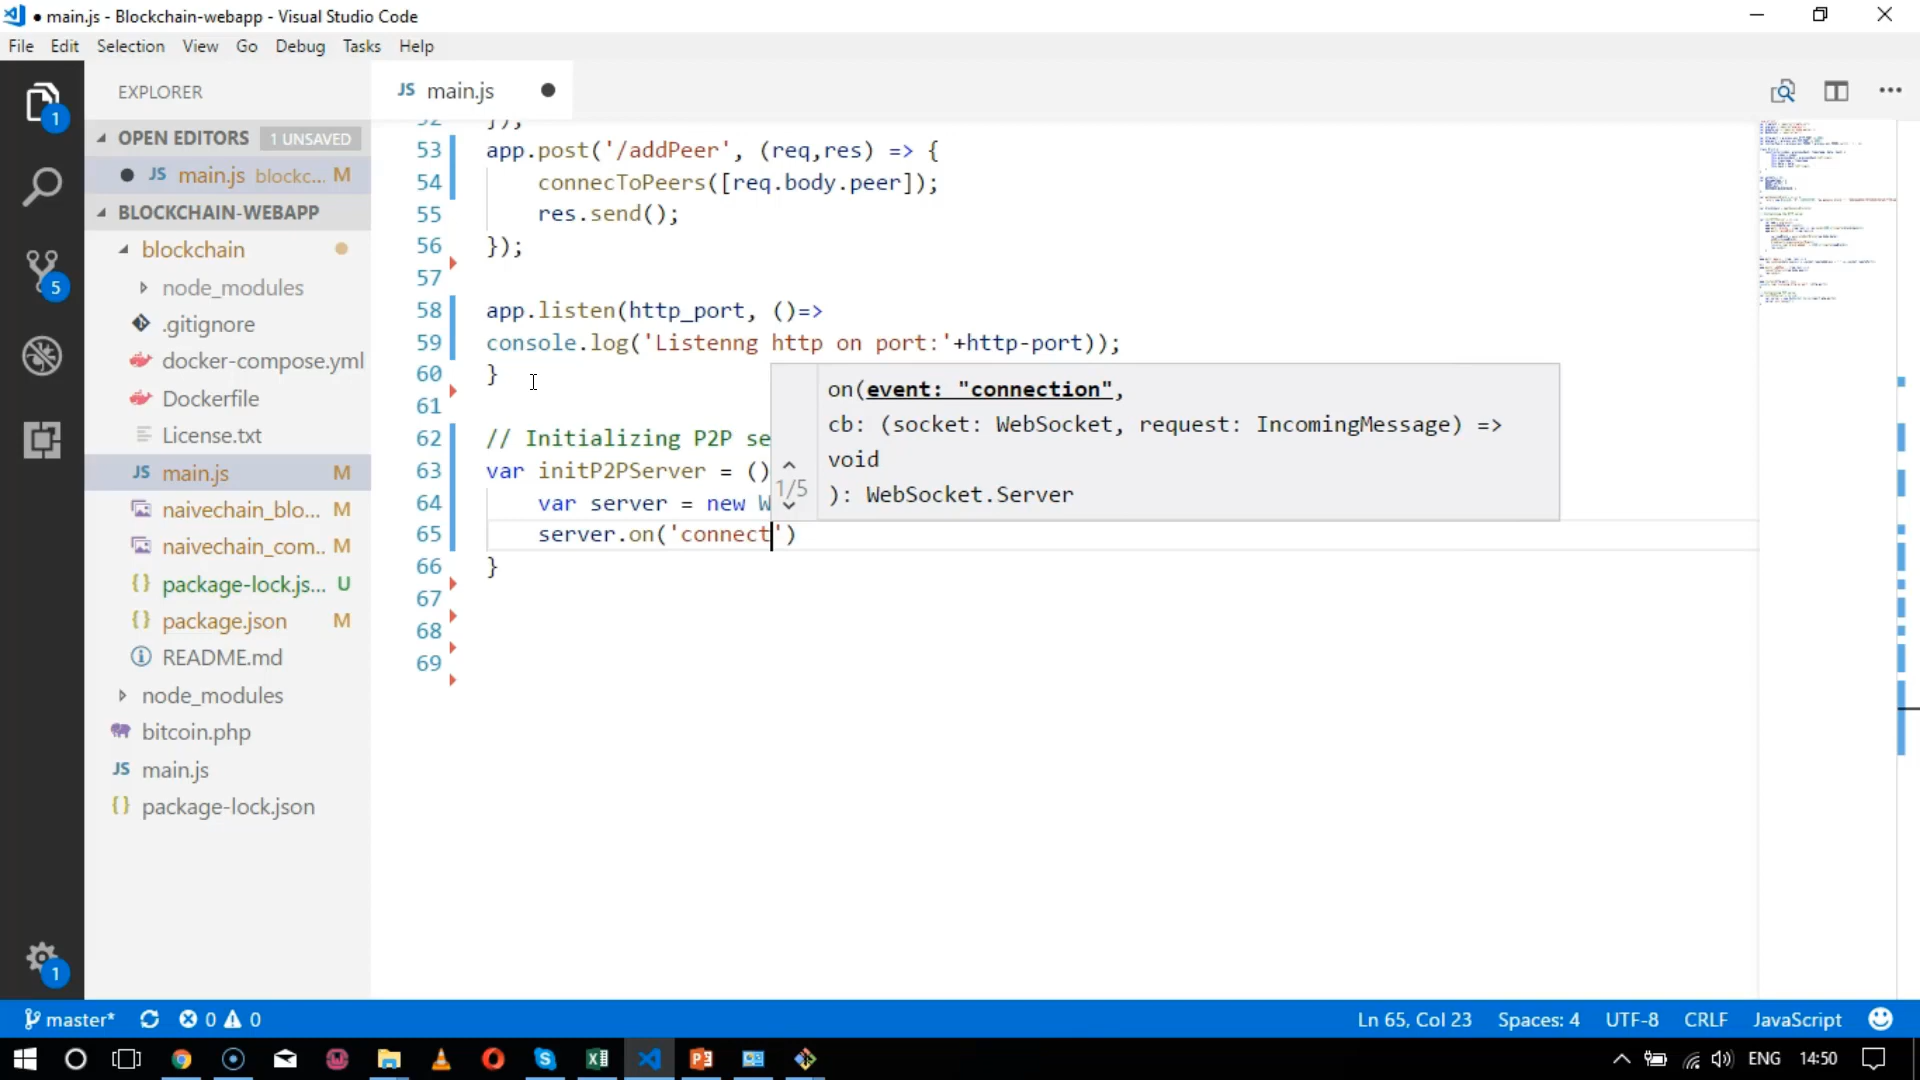 ● main.js - Blockchain-webapp - Visual Studio Code
File Edit Selection View Go Debug Tasks Help
EXPLORER
JS main.js
OPEN EDITORS 1 UNSAVED
JS main.js blockc... M
BLOCKCHAIN-WEBAPP
blockchain
node_modules
.gitignore
docker-compose.yml
Dockerfile
License.txt
JS main.js M
naivechain_blo... M
naivechain_com... M
{} package-lock.js... U
{} package.json M
README.md
node_modules
bitcoin.php
JS main.js
{} package-lock.json
1
5
1
52 });
53 app.post('/addPeer', (req,res) => {
54 connecToPeers([req.body.peer]);
55 res.send();
56 });
57
58 app.listen(http_port, ()=>
59 console.log('Listenng http on port:'+http-port));
60 }
61
62 // Initializing P2P se
63 var initP2PServer = ()
64 var server = new W
65 server.on('connect')
66 }
67
68
69
1/5
on(event: "connection",
cb: (socket: WebSocket, request: IncomingMessage) =>
void
): WebSocket.Server
master* 0 0 Ln 65, Col 23 Spaces: 4 UTF-8 CRLF JavaScript
ENG 14:50